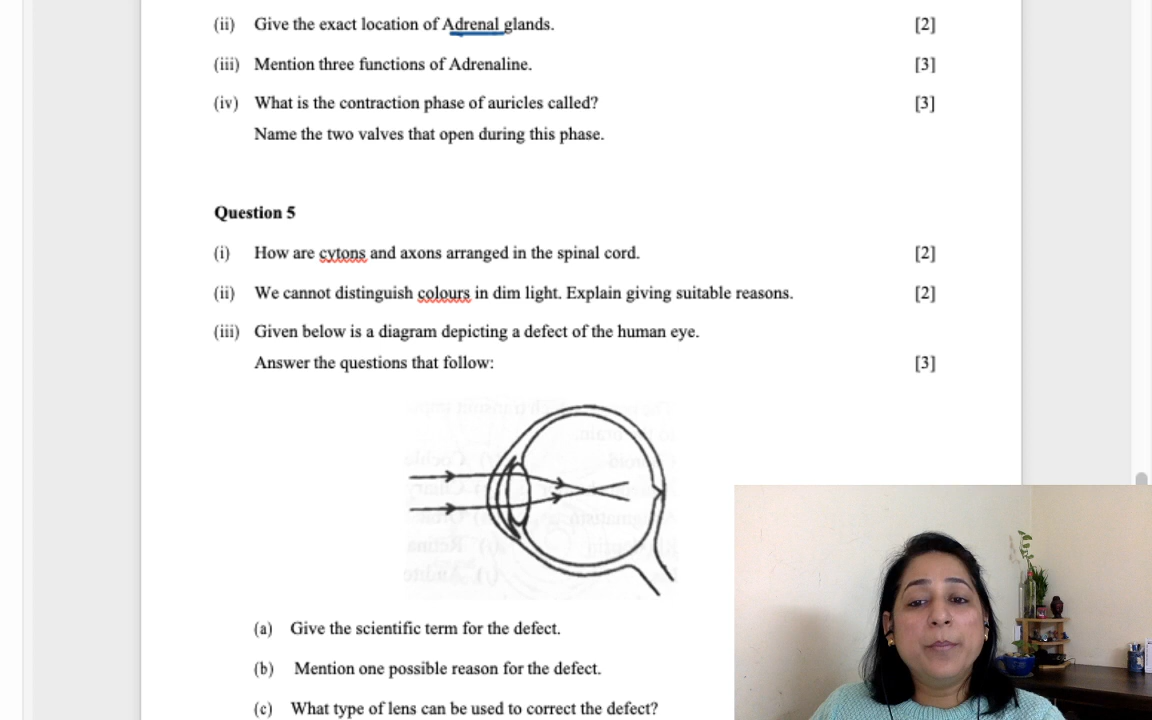 (ii) Give the exact location of Adrenal glands. [2]
(iii) Mention three functions of Adrenaline. [3]
(iv) What is the contraction phase of auricles called? [3]
Name the two valves that open during this phase.
Question 5
(i) How are cytons and axons arranged in the spinal cord. [2]
(ii) We cannot distinguish colours in dim light. Explain giving suitable reasons. [2]
(iii) Given below is a diagram depicting a defect of the human eye.
Answer the questions that follow: [3]
(a) Give the scientific term for the defect.
(b) Mention one possible reason for the defect.
(c) What type of lens can be used to correct the defect?